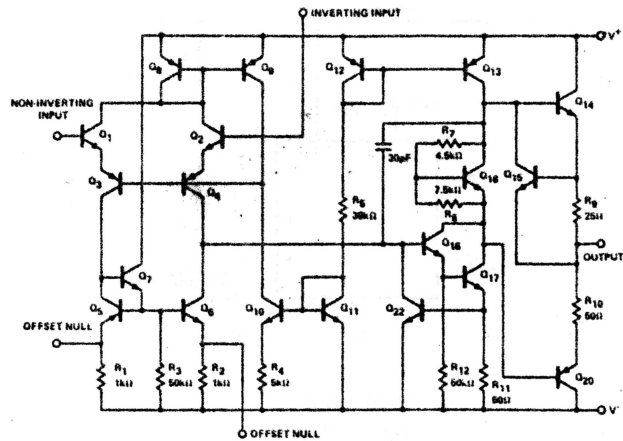 INVERTING INPUT
V+
Q8
Q9
Q12
Q13
Q14
NON-INVERTING
INPUT
Q1
Q2
R7
4.5kΩ
30pF
Q3
Q4
Q18
Q15
7.5kΩ
R8
R5
39kΩ
R9
25Ω
Q16
OUTPUT
Q7
Q17
Q5
Q6
Q10
Q11
Q22
R10
50Ω
OFFSET NULL
R1
1kΩ
R3
50kΩ
R2
1kΩ
R4
5kΩ
R12
50kΩ
R11
50Ω
Q20
V-
OFFSET NULL